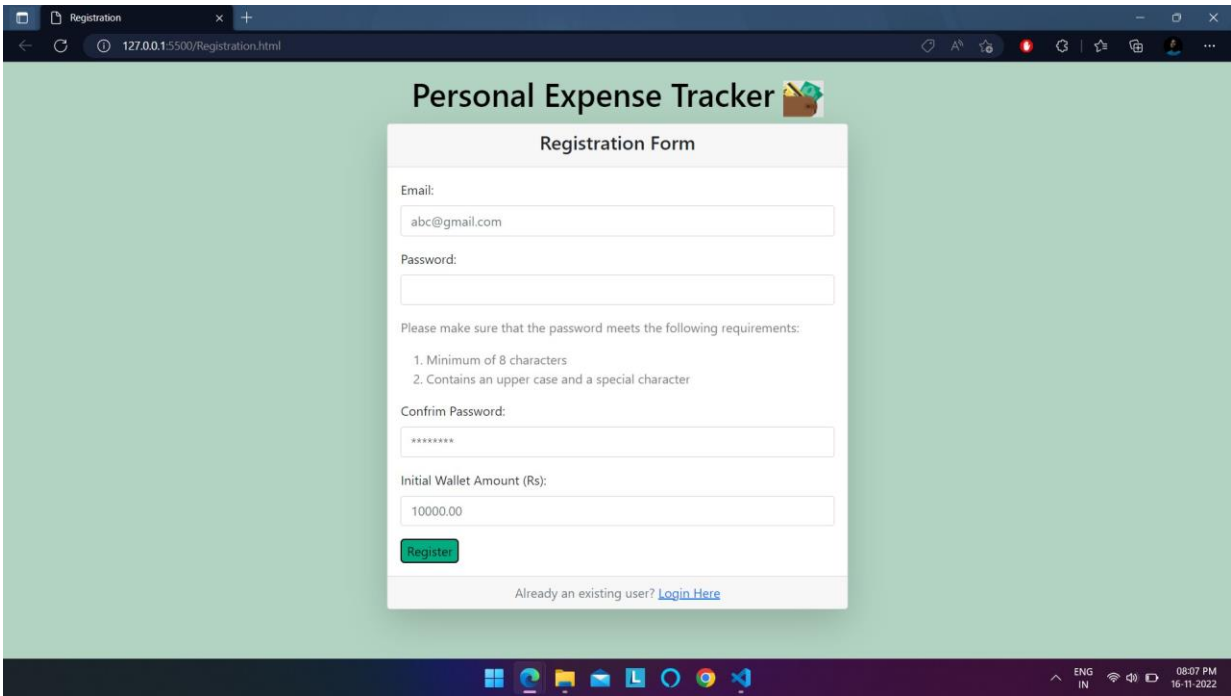 Registration
127.0.0.1:5500/Registration.html
Personal Expense Tracker
Registration Form
Email:
abc@gmail.com
Password:
Please make sure that the password meets the following requirements:
1. Minimum of 8 characters
2. Contains an upper case and a special character
Confrim Password:
********
Initial Wallet Amount (Rs):
10000.00
Register
Already an existing user? Login Here
L
ENG
IN
08:07 PM
16-11-2022